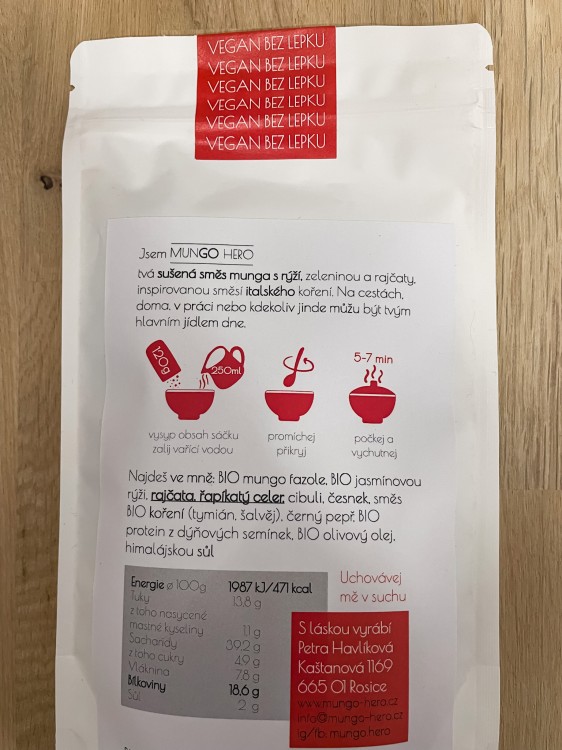 VEGAN BEZ LEPKU
VEGAN BEZ LEPKU
VEGAN BEZ LEPKU
VEGAN BEZ LEPKU
VEGAN BEZ LEPKU
VEGAN BEZ LEPKU
Jsem MUNGO HERO
tvá sušená směs munga s rýží, zeleninou a rajčaty,
inspirovanou směsí italského koření. Na cestách,
doma, v práci nebo kdekoliv jinde můžu být tvým
hlavním jídlem dne.
120g
250ml
5-7 min
vysyp obsah sáčku
zalij vařící vodou
promíchej
přikryj
počkej a
vychutnej
Najdeš ve mně: BIO mungo fazole, BIO jasmínovou
rýži, rajčata, řapíkatý celer, cibuli, česnek, směs
BIO koření (tymián, šalvěj), černý pepř, BIO
protein z dýňových semínek, BIO olivový olej,
himalájskou sůl
Energie ø 100g 1987 kJ/471 kcal
Tuky 13,8 g
z toho nasycené
mastné kyseliny 1,1 g
Sacharidy 39,2 g
z toho cukry 4,9 g
Vláknina 7,8 g
Bílkoviny 18,6 g
Sůl 2 g
Uchovávej
mě v suchu
S láskou vyrábí
Petra Havlíková
Kaštanová 1169
665 01 Rosice
www.mungo-hero.cz
info@mungo-hero.cz
ig/fb: mungo.hero